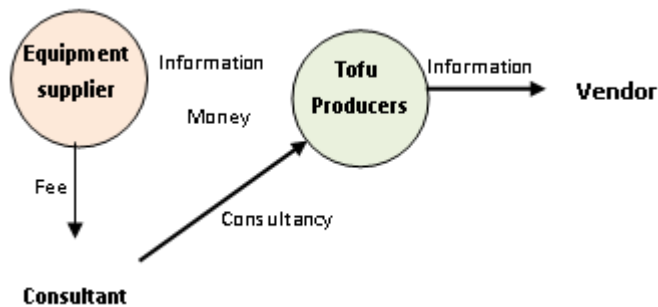 Equipment
supplier
Information
Money
Tofu
Producers
Information
Vendor
Fee
Consultancy
Consultant